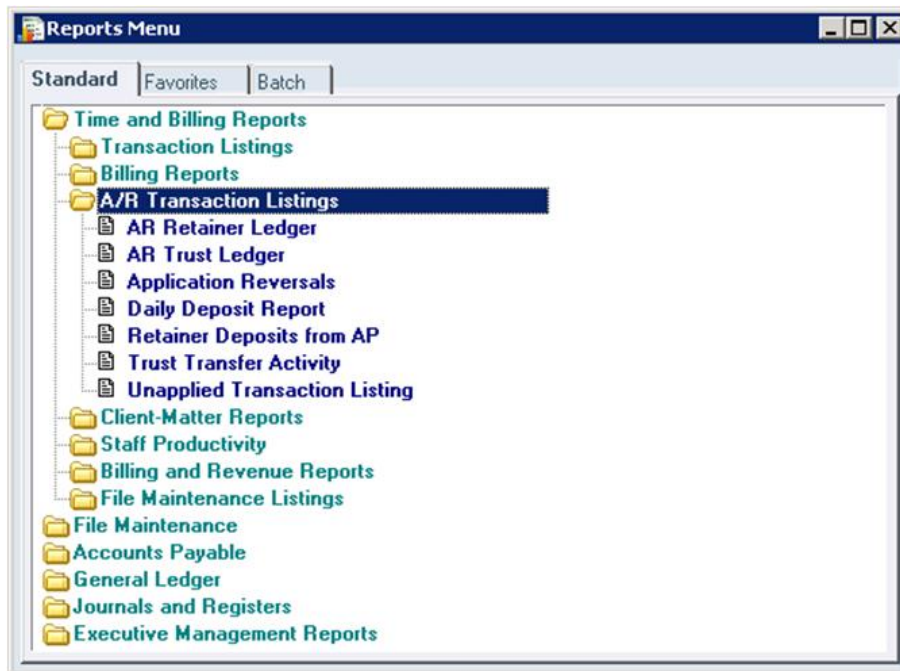 Reports Menu
Standard Favorites Batch
Time and Billing Reports
Transaction Listings
Billing Reports
A/R Transaction Listings
AR Retainer Ledger
AR Trust Ledger
Application Reversals
Daily Deposit Report
Retainer Deposits from AP
Trust Transfer Activity
Unapplied Transaction Listing
Client-Matter Reports
Staff Productivity
Billing and Revenue Reports
File Maintenance Listings
File Maintenance
Accounts Payable
General Ledger
Journals and Registers
Executive Management Reports